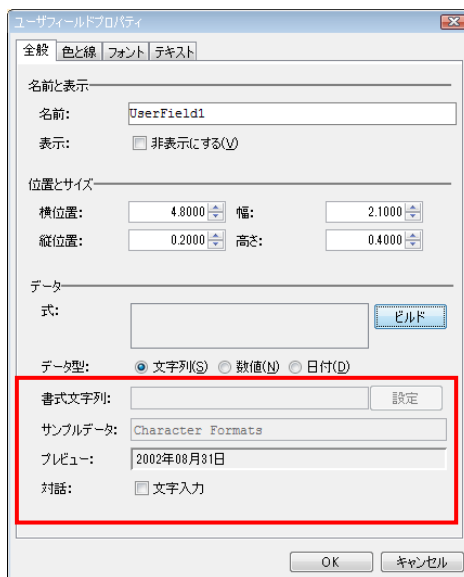 ユーザフィールドプロパティ
全般 色と線 フォント テキスト
名前と表示
名前: UserField1
表示: 非表示にする(V)
位置とサイズ
横位置: 4.8000 幅: 2.1000
縦位置: 0.2000 高さ: 0.4000
データ
式: ビルド
データ型: 文字列(S) 数値(N) 日付(D)
書式文字列: 設定
サンプルデータ: Character Formats
プレビュー: 2002年08月31日
対話: 文字入力
OK キャンセル